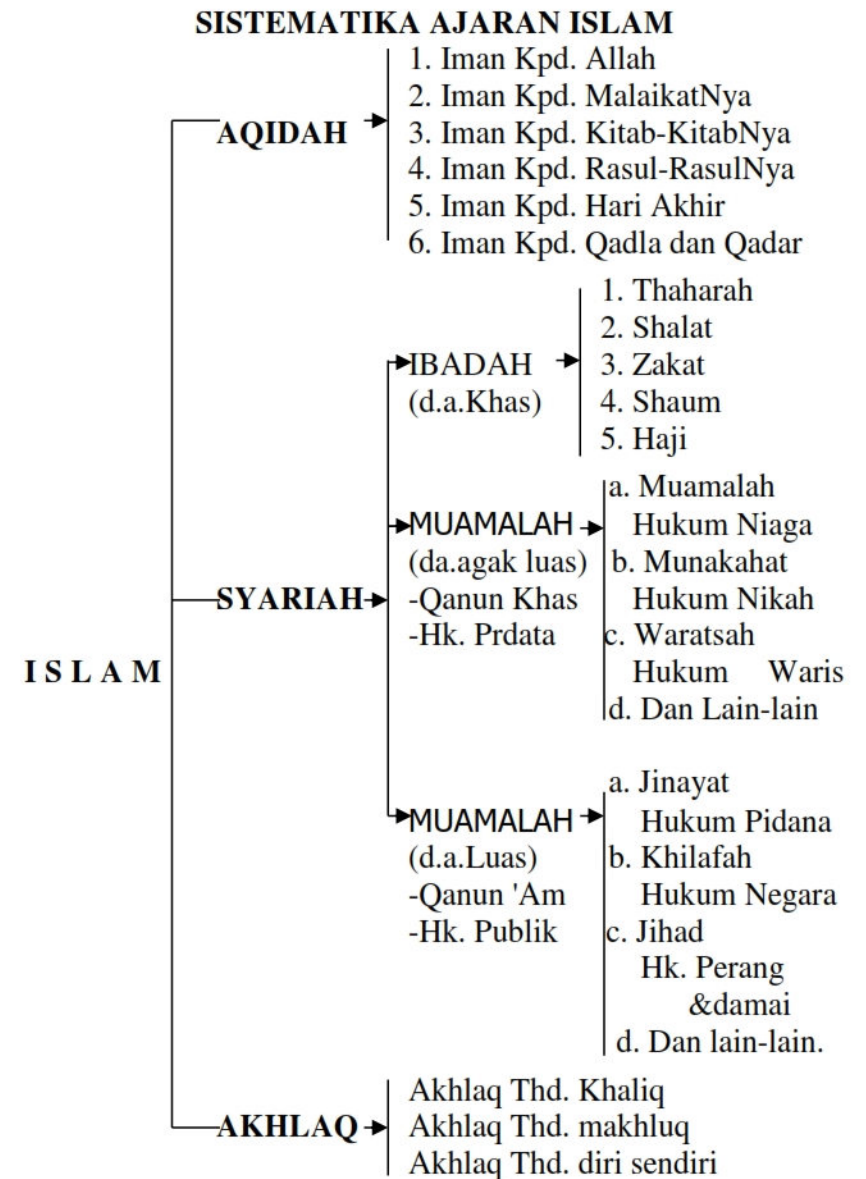 SISTEMATIKA AJARAN ISLAM
I S L A M
AQIDAH
1. Iman Kpd. Allah
2. Iman Kpd. MalaikatNya
3. Iman Kpd. Kitab-KitabNya
4. Iman Kpd. Rasul-RasulNya
5. Iman Kpd. Hari Akhir
6. Iman Kpd. Qadla dan Qadar
SYARIAH
IBADAH
(d.a.Khas)
1. Thaharah
2. Shalat
3. Zakat
4. Shaum
5. Haji
MUAMALAH
(da.agak luas)
-Qanun Khas
-Hk. Prdata
a. Muamalah
Hukum Niaga
b. Munakahat
Hukum Nikah
c. Waratsah
Hukum Waris
d. Dan Lain-lain
MUAMALAH
(d.a.Luas)
-Qanun 'Am
-Hk. Publik
a. Jinayat
Hukum Pidana
b. Khilafah
Hukum Negara
c. Jihad
Hk. Perang
&damai
d. Dan lain-lain.
AKHLAQ
Akhlaq Thd. Khaliq
Akhlaq Thd. makhluq
Akhlaq Thd. diri sendiri